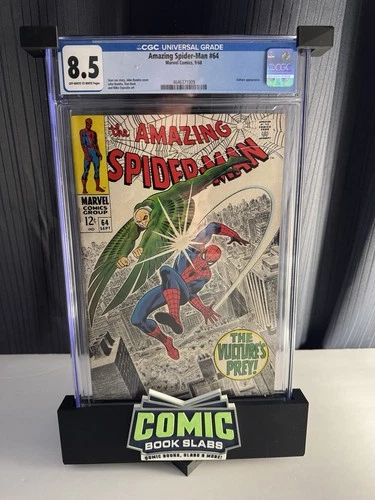 CGC UNIVERSAL GRADE
8.5
OFF-WHITE TO WHITE Pages
Amazing Spider-Man #64
Marvel Comics, 9/68
Vulture appearance.
CGC
the AMAZING
SPIDER-MAN
MARVEL
COMICS
GROUP
12¢
IND.
64
SEPT
THE
VULTURE'S
PREY!
COMIC
BOOK SLABS
COMIC BOOKS, SLABS & MORE!